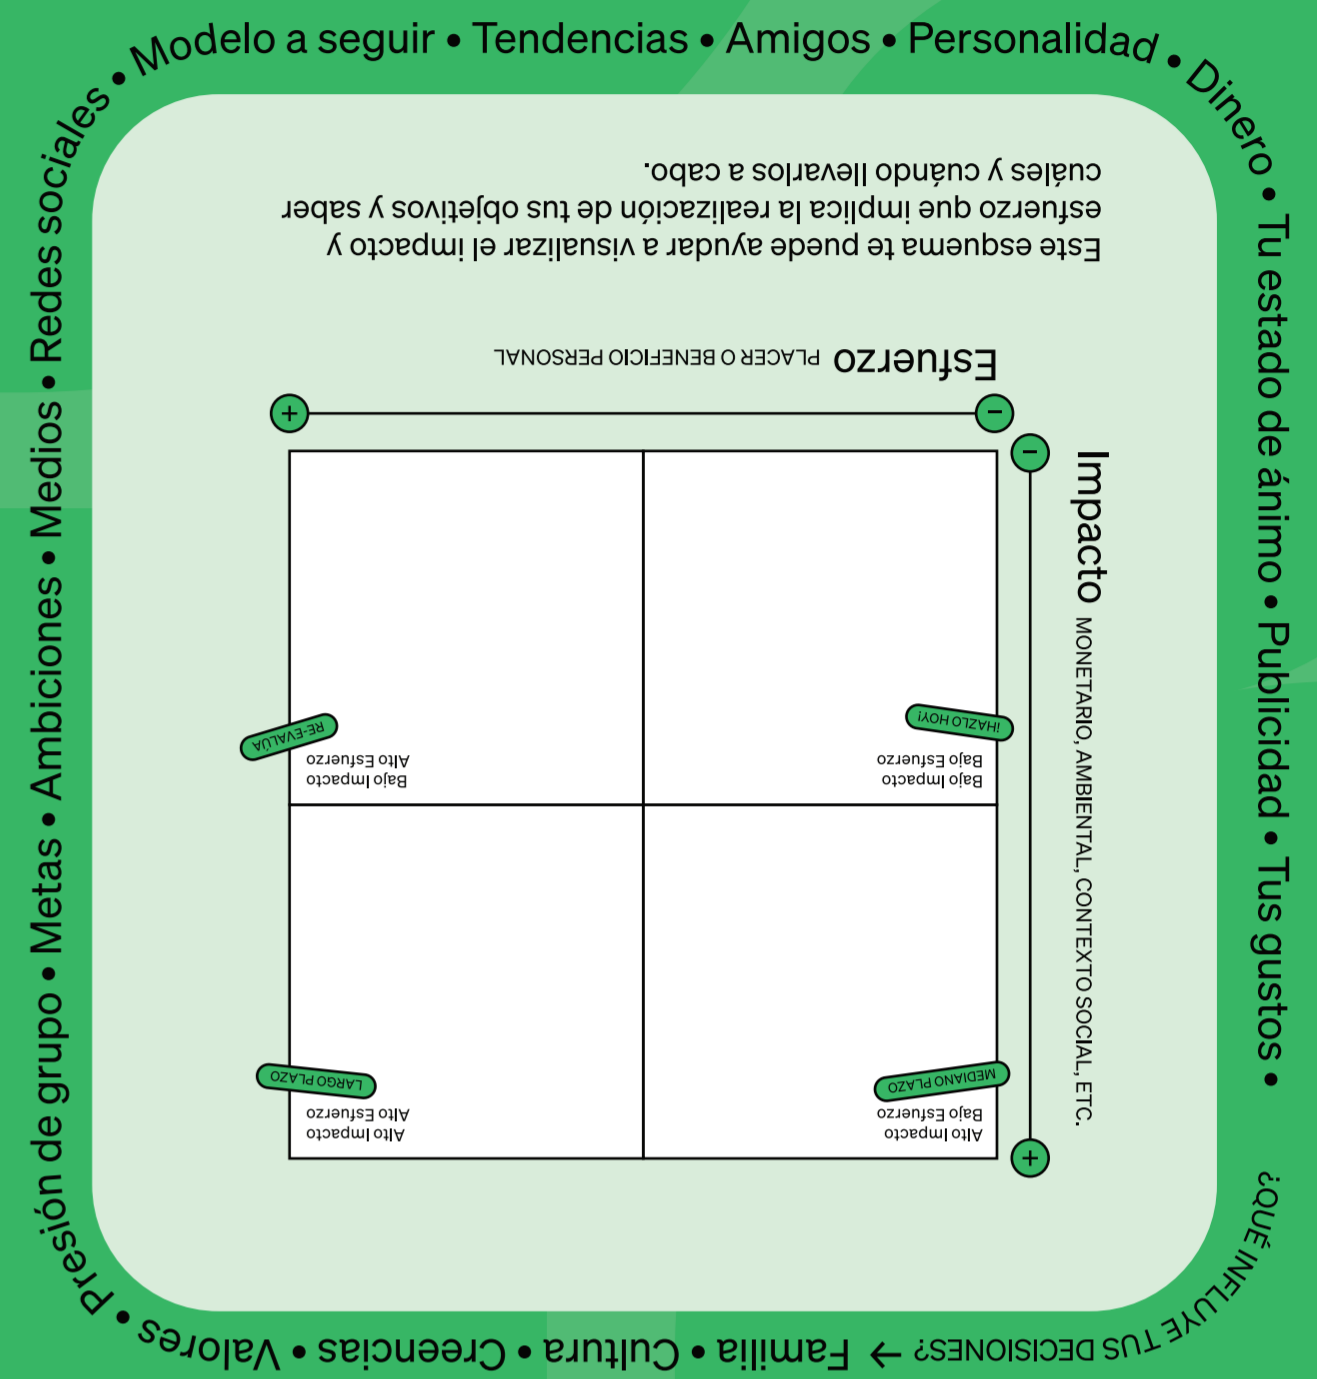 ¿QUÉ INFLUYE TUS DECISIONES? → Familia • Cultura • Creencias • Valores • Presión de grupo • Metas • Ambiciones • Medios • Redes sociales • Modelo a seguir • Tendencias • Amigos • Personalidad • Dinero • Tu estado de ánimo • Publicidad • Tus gustos •
Alto Impacto
Bajo Esfuerzo
MEDIANO PLAZO
Alto Impacto
Alto Esfuerzo
LARGO PLAZO
Bajo Impacto
Bajo Esfuerzo
¡HAZLO HOY!
Bajo Impacto
Alto Esfuerzo
RE-EVALÚA
+
–
Impacto MONETARIO, AMBIENTAL, CONTEXTO SOCIAL, ETC.
–
+
Esfuerzo PLACER O BENEFICIO PERSONAL
Este esquema te puede ayudar a visualizar el impacto y
esfuerzo que implica la realización de tus objetivos y saber
cuáles y cuándo llevarlos a cabo.